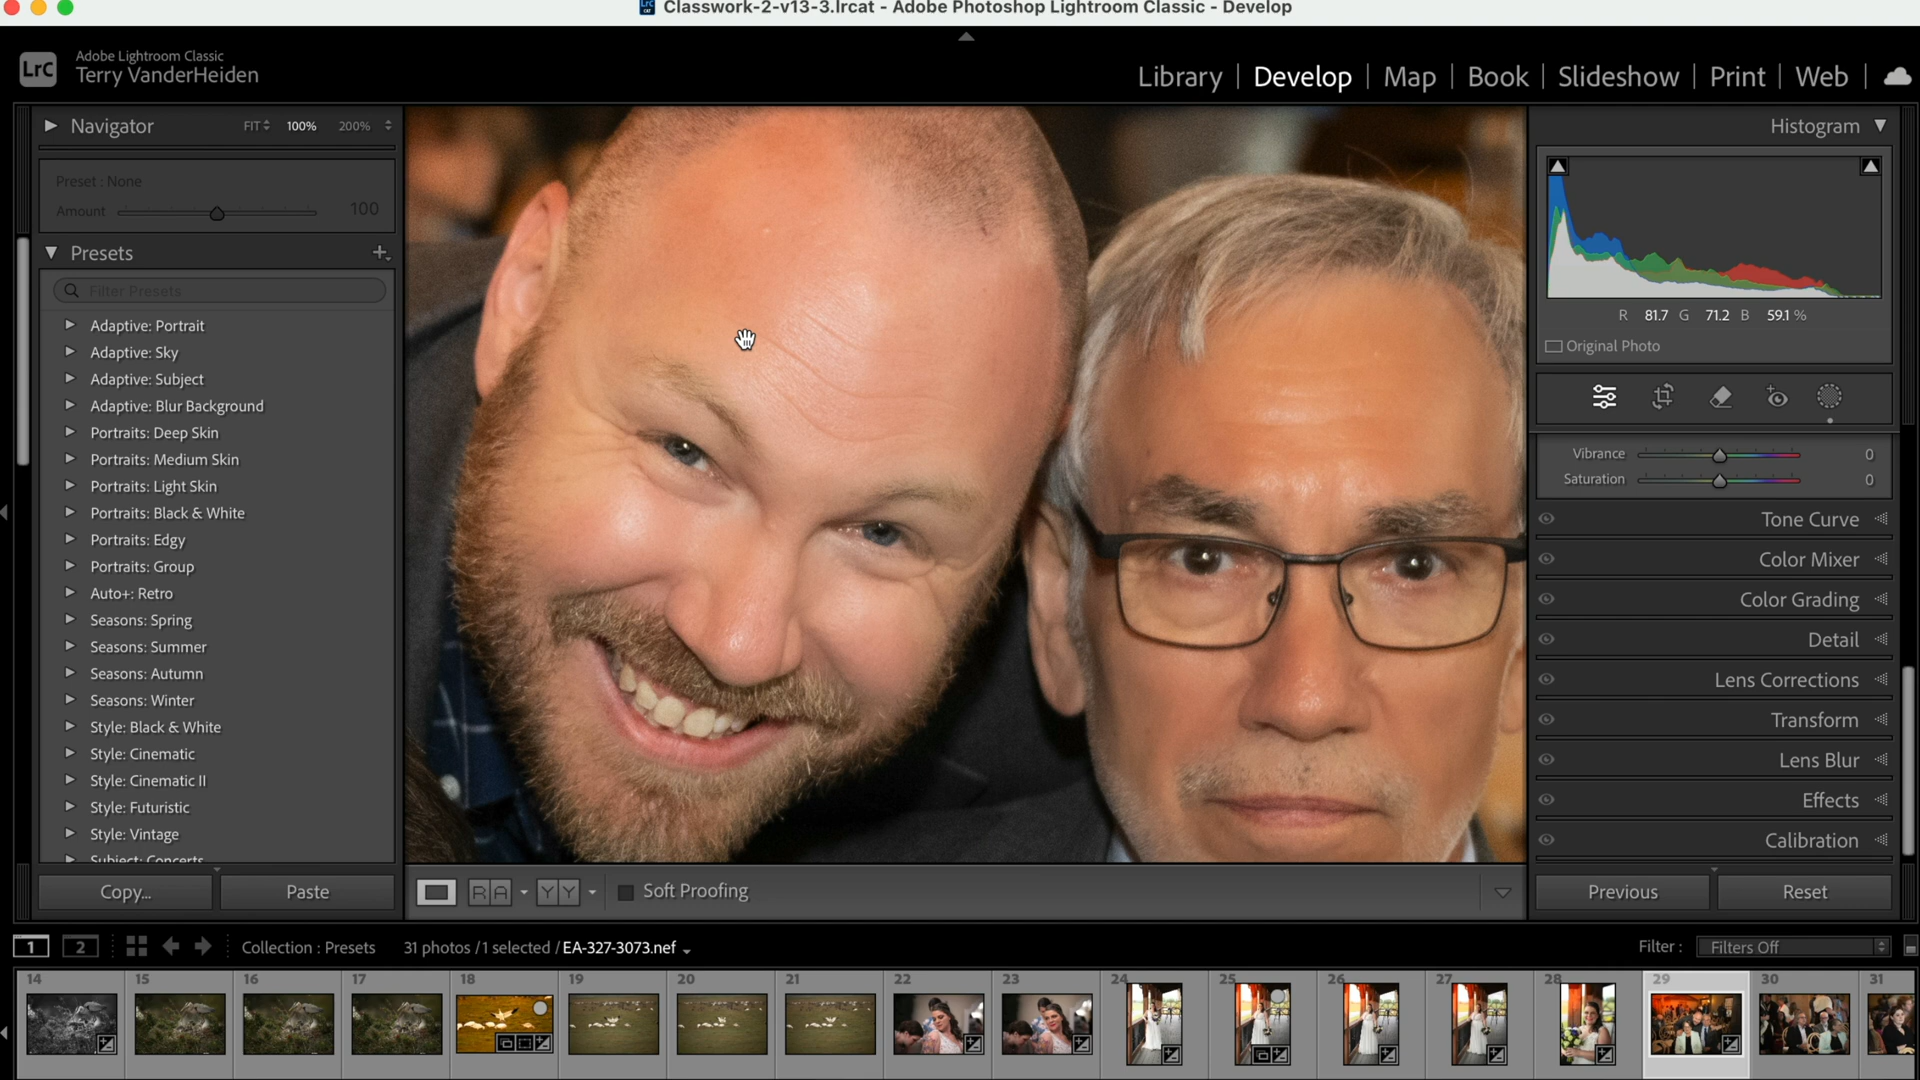 Classwork-2-v13-3.lrcat - Adobe Photoshop Lightroom Classic - Develop
LrC
Adobe Lightroom Classic
Terry VanderHeiden
Library | Develop | Map | Book | Slideshow | Print | Web
Navigator FIT 100% 200%
Preset : None
Amount 100
Presets
Filter Presets
Adaptive: Portrait
Adaptive: Sky
Adaptive: Subject
Adaptive: Blur Background
Portraits: Deep Skin
Portraits: Medium Skin
Portraits: Light Skin
Portraits: Black & White
Portraits: Edgy
Portraits: Group
Auto+: Retro
Seasons: Spring
Seasons: Summer
Seasons: Autumn
Seasons: Winter
Style: Black & White
Style: Cinematic
Style: Cinematic II
Style: Futuristic
Style: Vintage
Subject: Concerts
Copy... Paste
Histogram
R 81.7 G 71.2 B 59.1 %
Original Photo
Vibrance 0
Saturation 0
Tone Curve
Color Mixer
Color Grading
Detail
Lens Corrections
Transform
Lens Blur
Effects
Calibration
Previous Reset
R A Y Y Soft Proofing
1 2 Collection : Presets 31 photos / 1 selected / EA-327-3073.nef Filter : Filters Off
14 15 16 17 18 19 20 21 22 23 24 25 26 27 28 29 30 31